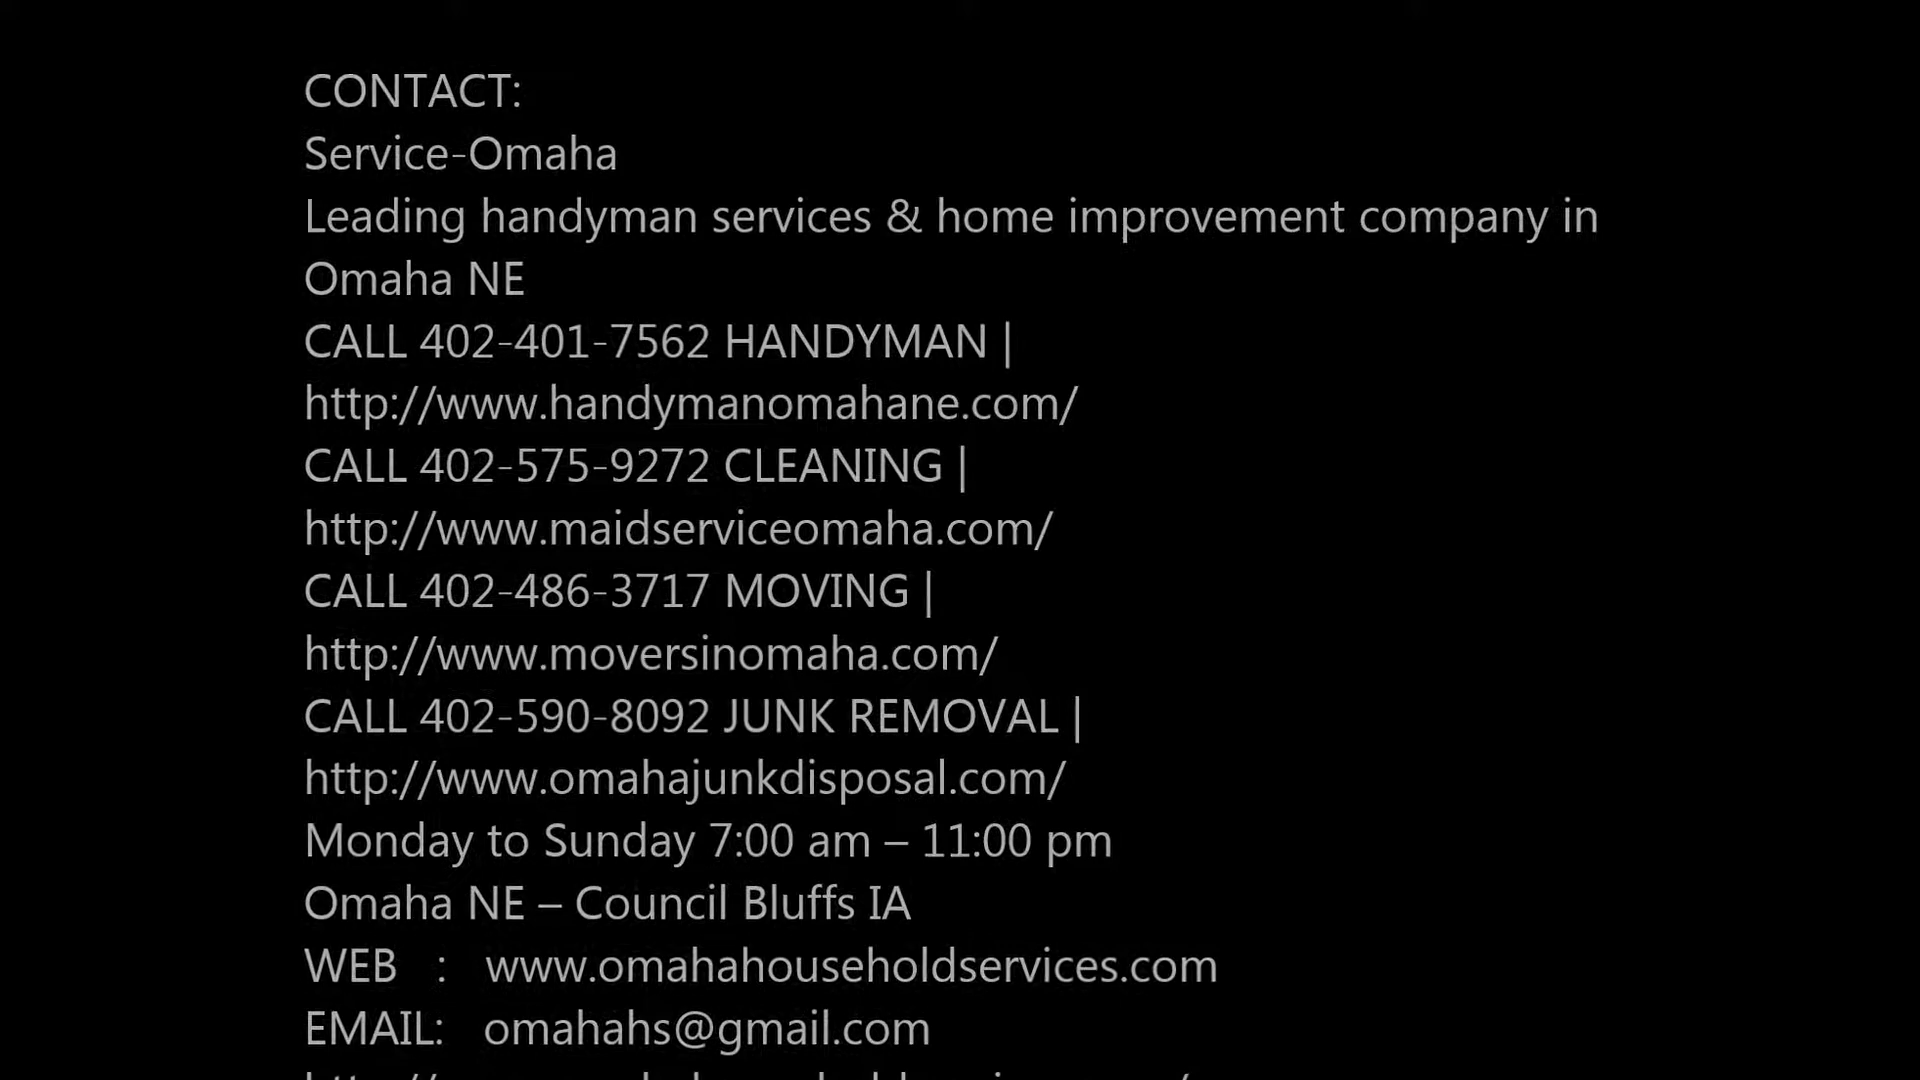 CONTACT:
Service-Omaha
Leading handyman services & home improvement company in
Omaha NE
CALL 402-401-7562 HANDYMAN |
http://www.handymanomahane.com/
CALL 402-575-9272 CLEANING |
http://www.maidserviceomaha.com/
CALL 402-486-3717 MOVING |
http://www.moversinomaha.com/
CALL 402-590-8092 JUNK REMOVAL |
http://www.omahajunkdisposal.com/
Monday to Sunday 7:00 am – 11:00 pm
Omaha NE – Council Bluffs IA
WEB : www.omahahouseholdservices.com
EMAIL: omahahs@gmail.com